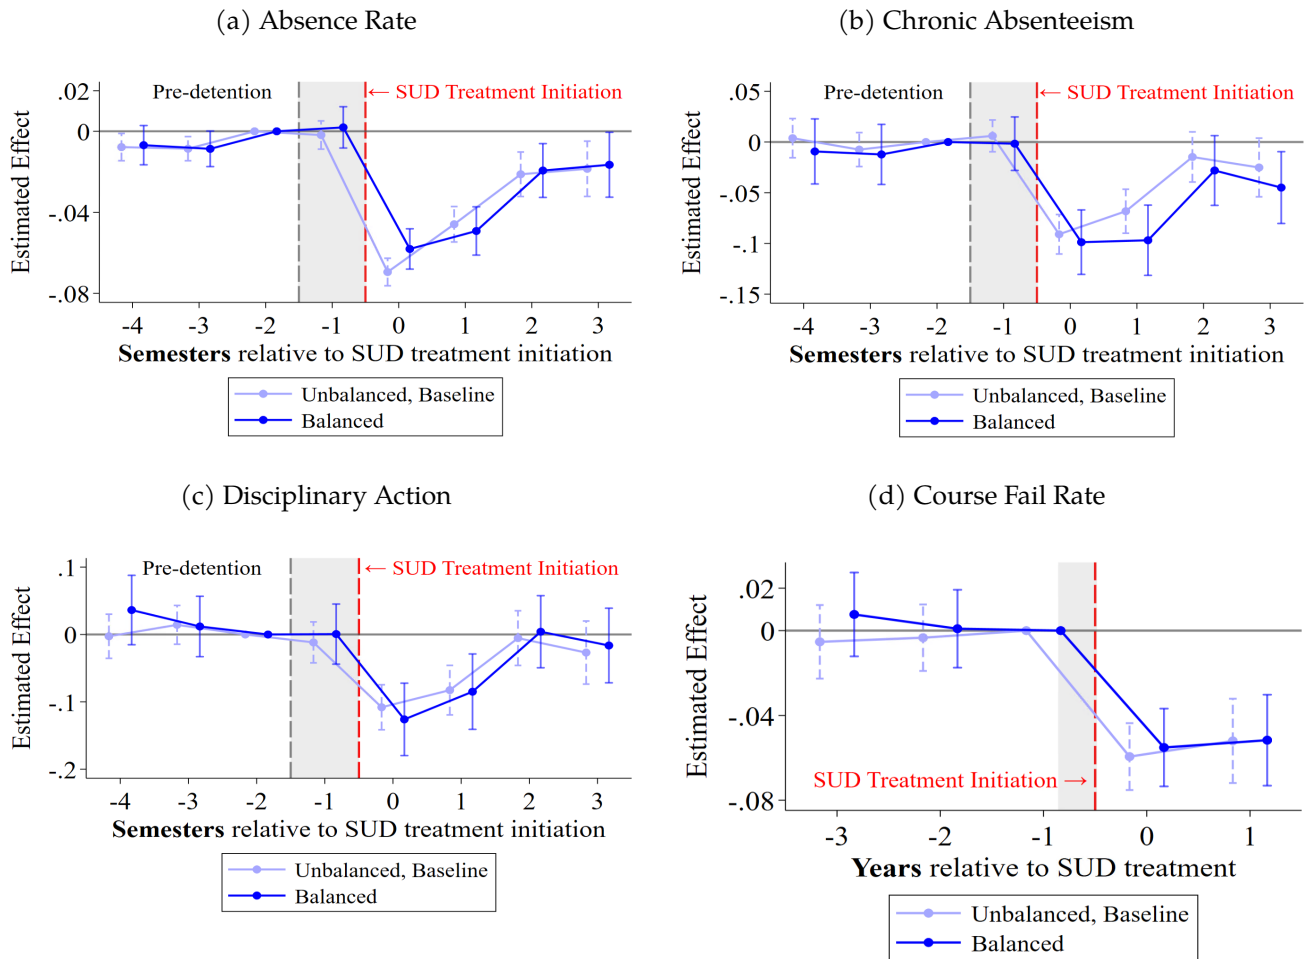 (a) Absence Rate
.02
0
-.04
-.08
Estimated Effect
Pre-detention
← SUD Treatment Initiation
-4 -3 -2 -1 0 1 2 3
Semesters relative to SUD treatment initiation
Unbalanced, Baseline
Balanced
(b) Chronic Absenteeism
.05
0
-.05
-.1
-.15
Estimated Effect
Pre-detention
← SUD Treatment Initiation
-4 -3 -2 -1 0 1 2 3
Semesters relative to SUD treatment initiation
Unbalanced, Baseline
Balanced
(c) Disciplinary Action
.1
0
-.1
-.2
Estimated Effect
Pre-detention
← SUD Treatment Initiation
-4 -3 -2 -1 0 1 2 3
Semesters relative to SUD treatment initiation
Unbalanced, Baseline
Balanced
(d) Course Fail Rate
.02
0
-.04
-.08
Estimated Effect
SUD Treatment Initiation →
-3 -2 -1 0 1
Years relative to SUD treatment
Unbalanced, Baseline
Balanced